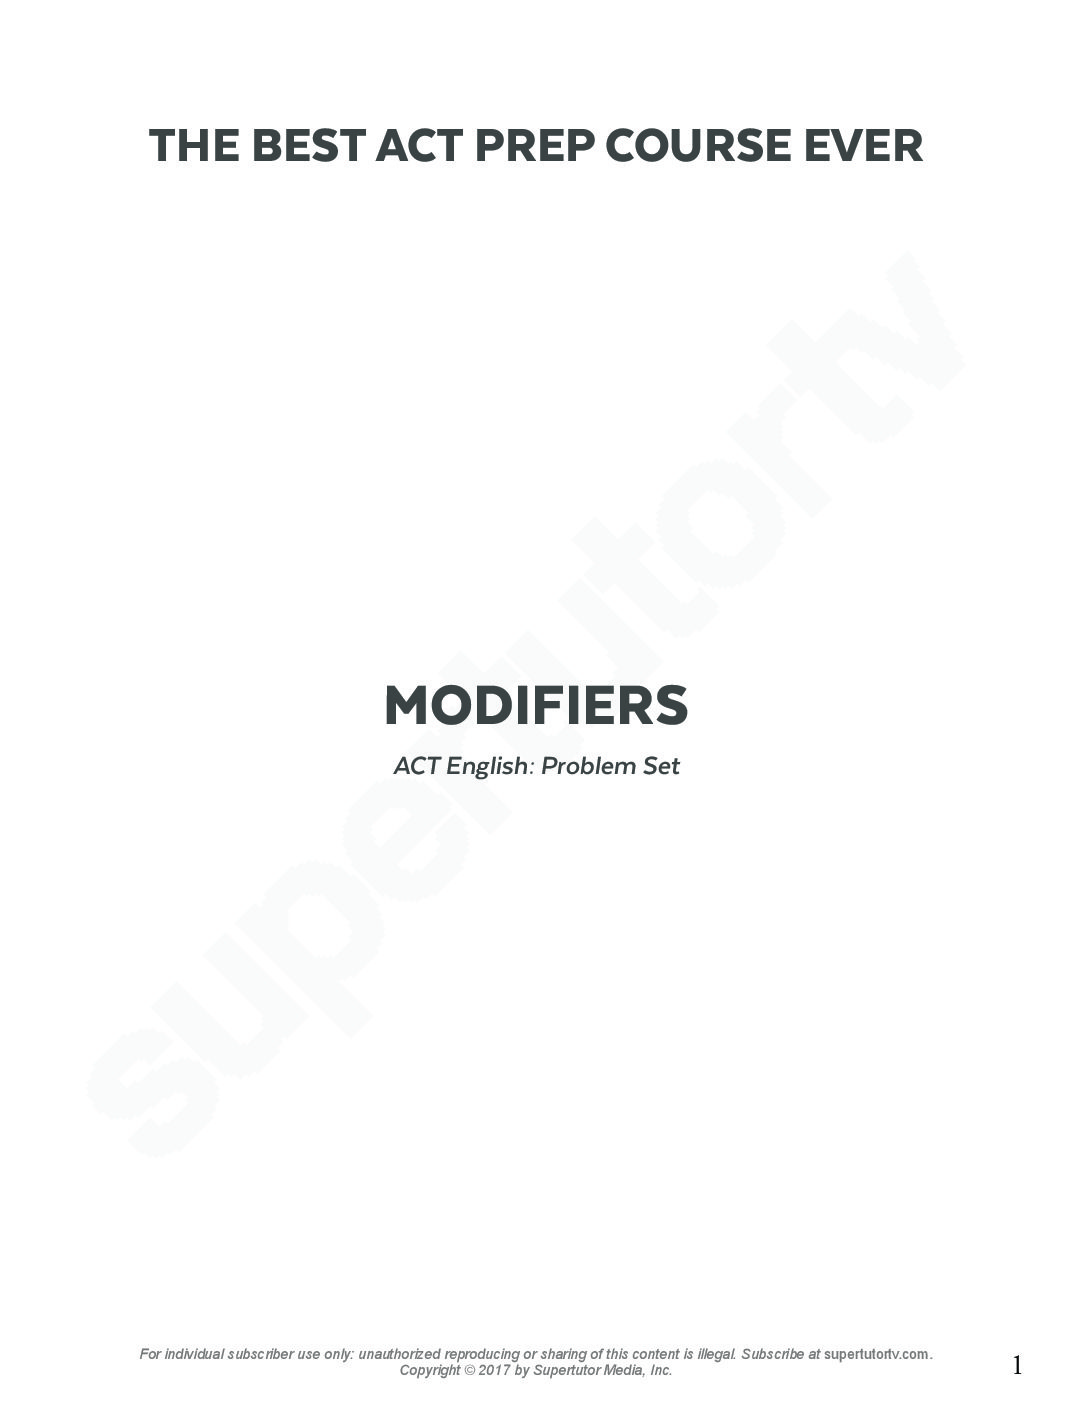 THE BEST ACT PREP COURSE EVER
supertutortv
MODIFIERS
ACT English: Problem Set
For individual subscriber use only: unauthorized reproducing or sharing of this content is illegal. Subscribe at supertutortv.com.
Copyright © 2017 by Supertutor Media, Inc.
1